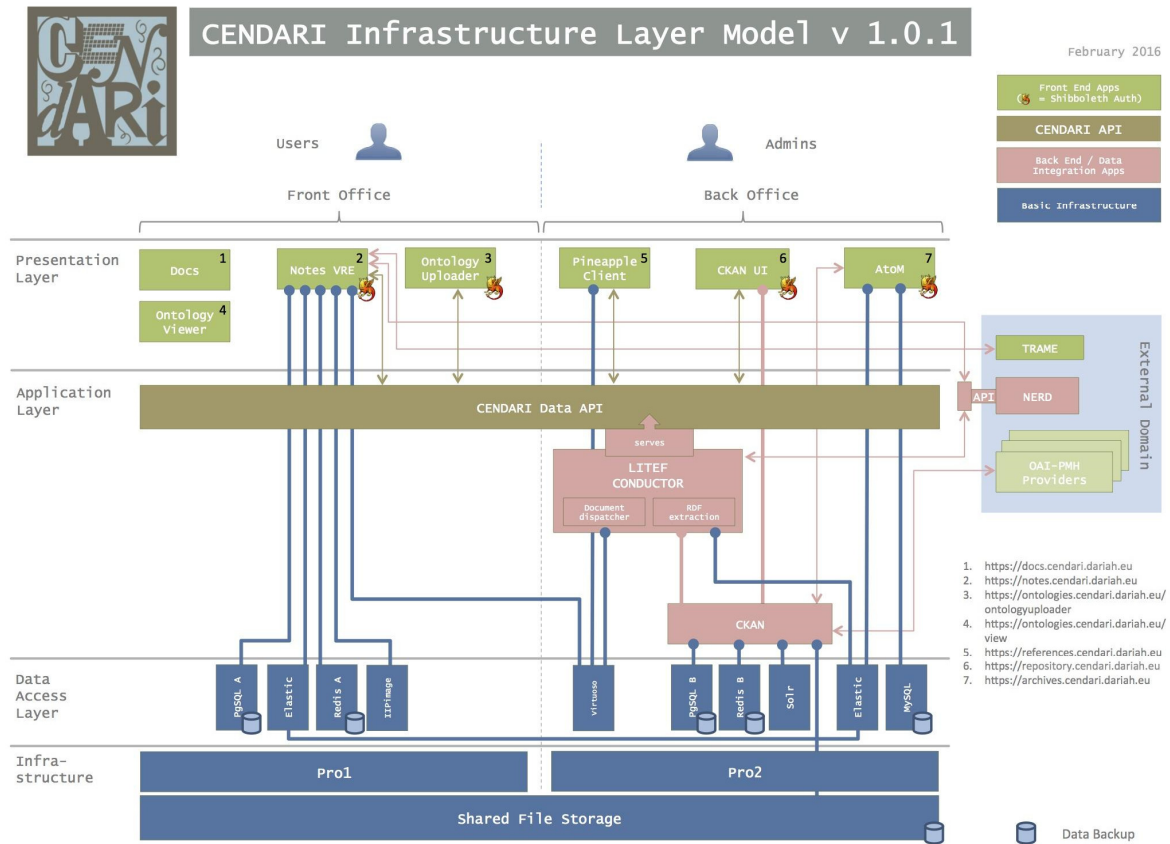 CENDARI
CENDARI Infrastructure Layer Model v 1.0.1
February 2016
Front End Apps
( = Shibboleth Auth)
CENDARI API
Back End / Data
Integration Apps
Basic Infrastructure
Users
Admins
Front Office
Back Office
Presentation
Layer
Docs 1
Notes VRE 2
Ontology 3
Uploader
Ontology 4
Viewer
Pineapple 5
Client
CKAN UI 6
AtoM 7
External Domain
TRAME
API
NERD
OAI-PMH
Providers
Application
Layer
CENDARI Data API
serves
LITEF
CONDUCTOR
Document
dispatcher
RDF
extraction
CKAN
1. https://docs.cendari.dariah.eu
2. https://notes.cendari.dariah.eu
3. https://ontologies.cendari.dariah.eu/
ontologyuploader
4. https://ontologies.cendari.dariah.eu/
view
5. https://references.cendari.dariah.eu
6. https://repository.cendari.dariah.eu
7. https://archives.cendari.dariah.eu
Data
Access
Layer
PgSQL A
Elastic
Redis A
IIPimage
Virtuoso
PgSQL B
Redis B
Solr
Elastic
MySQL
Infra-
structure
Pro1
Pro2
Shared File Storage
Data Backup